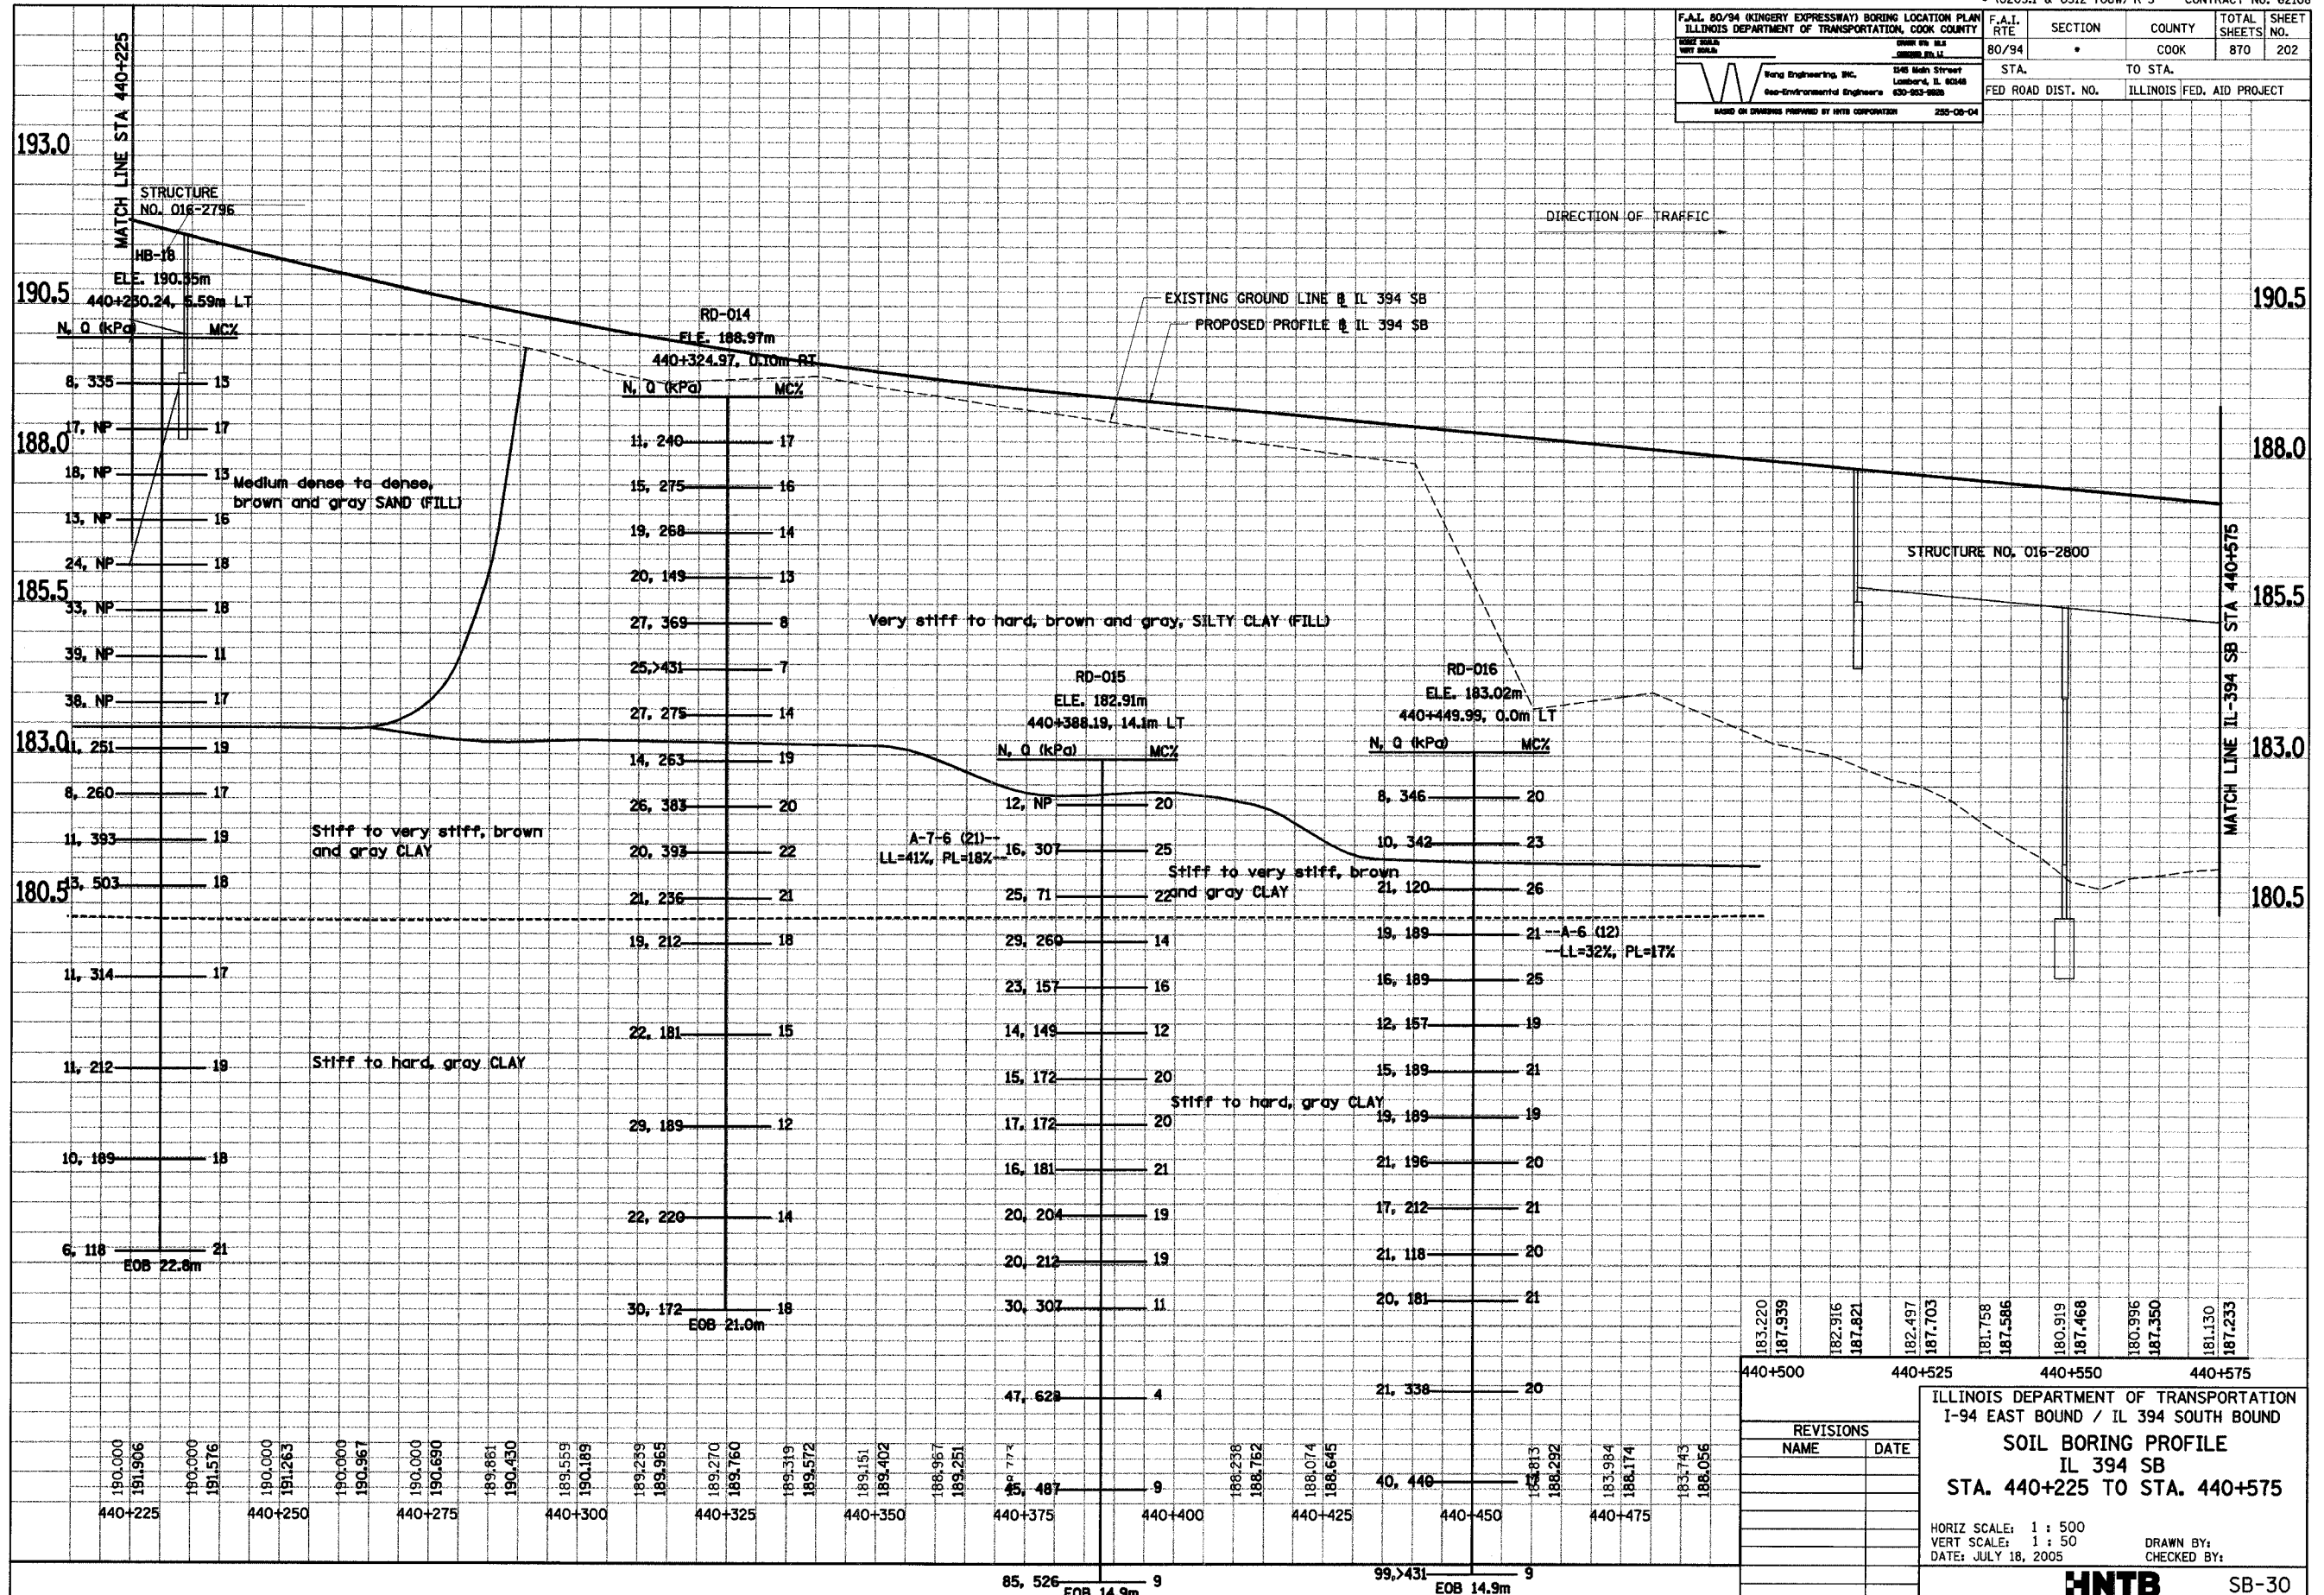 CONTRACT NO. 62108
F.A.I. 80/94 (KINGERY EXPRESSWAY) BORING LOCATION PLAN
ILLINOIS DEPARTMENT OF TRANSPORTATION, COOK COUNTY
HORIZ SCALE:
VERT SCALE:
Wang Engineering, INC.
Geo-Environmental Engineers
1145 Main Street
Lombard, IL 60148
630-953-9928
BASED ON DRAWINGS PREPARED BY HNTB CORPORATION 255-08-04
F.A.I. RTE SECTION COUNTY TOTAL SHEETS SHEET NO.
80/94 * COOK 870 202
STA. TO STA.
FED ROAD DIST. NO. ILLINOIS FED. AID PROJECT
MATCH LINE STA 440+225
193.0
190.5
188.0
185.5
183.0
180.5
STRUCTURE
NO. 016-2796
HB-18
ELE. 190.35m
440+230.24, 5.59m LT
N, Q (kPa) MC%
8, 335 13
17, NP 17
18, NP 13
13, NP 16
24, NP 18
33, NP 18
39, NP 11
38, NP 17
11, 251 19
8, 260 17
11, 393 19
13, 503 18
11, 314 17
11, 212 19
10, 189 18
6, 118 21
EOB 22.8m
Medium dense to dense,
brown and gray SAND (FILL)
Stiff to very stiff, brown
and gray CLAY
Stiff to hard, gray CLAY
RD-014
ELE. 188.97m
440+324.97, 0.10m RT
N, Q (kPa) MC%
11, 240 17
15, 275 16
19, 268 14
20, 149 13
27, 369 8
25,>431 7
27, 275 14
14, 263 19
26, 383 20
20, 393 22
21, 236 21
19, 212 18
22, 181 15
29, 189 12
22, 220 14
30, 172 18
EOB 21.0m
DIRECTION OF TRAFFIC
EXISTING GROUND LINE ℄ IL 394 SB
PROPOSED PROFILE ℄ IL 394 SB
Very stiff to hard, brown and gray, SILTY CLAY (FILL)
RD-015
ELE. 182.91m
440+388.19, 14.1m LT
N, Q (kPa) MC%
12, NP 20
A-7-6 (21)--
LL=41%, PL=18%--
16, 307 25
25, 71 22
29, 260 14
23, 157 16
14, 149 12
15, 172 20
17, 172 20
16, 181 21
20, 204 19
20, 212 19
30, 307 11
47, 628 4
45, 487 9
85, 526 9
EOB 14.9m
Stiff to very stiff, brown
and gray CLAY
Stiff to hard, gray CLAY
RD-016
ELE. 183.02m
440+449.99, 0.0m LT
N, Q (kPa) MC%
8, 346 20
10, 342 23
21, 120 26
19, 189 21 --A-6 (12)
--LL=32%, PL=17%
16, 189 25
12, 157 19
15, 189 21
19, 189 19
21, 196 20
17, 212 21
21, 118 20
20, 181 21
21, 338 20
40, 440
99,>431 9
EOB 14.9m
STRUCTURE NO. 016-2800
MATCH LINE IL-394 SB STA 440+575
190.5
188.0
185.5
183.0
180.5
190.000 191.906
190.000 191.576
190.000 191.263
190.000 190.967
190.000 190.690
189.861 190.430
189.559 190.189
189.239 189.965
189.270 189.760
189.319 189.572
189.151 189.402
188.967 189.251
188.238 188.762
188.074 188.645
188.292
183.984 188.174
183.743 188.056
183.220 187.939
182.916 187.821
182.497 187.703
181.758 187.586
180.919 187.468
180.996 187.350
181.130 187.233
440+225 440+250 440+275 440+300 440+325 440+350 440+375 440+400 440+425 440+450 440+475
440+500 440+525 440+550 440+575
REVISIONS
NAME DATE
ILLINOIS DEPARTMENT OF TRANSPORTATION
I-94 EAST BOUND / IL 394 SOUTH BOUND
SOIL BORING PROFILE
IL 394 SB
STA. 440+225 TO STA. 440+575
HORIZ SCALE: 1 : 500
VERT SCALE: 1 : 50
DATE: JULY 18, 2005
DRAWN BY:
CHECKED BY:
HNTB SB-30